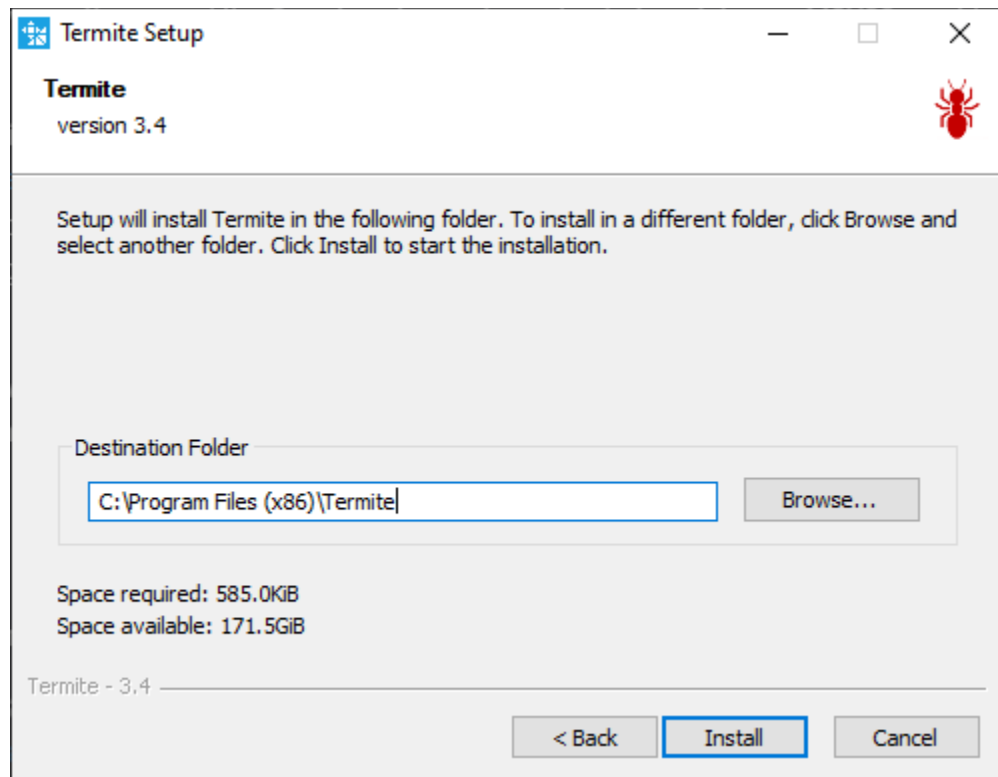 Termite Setup
Termite
version 3.4
Setup will install Termite in the following folder. To install in a different folder, click Browse and
select another folder. Click Install to start the installation.
Destination Folder
C:\Program Files (x86)\Termite
Browse...
Space required: 585.0KiB
Space available: 171.5GiB
Termite - 3.4
< Back
Install
Cancel